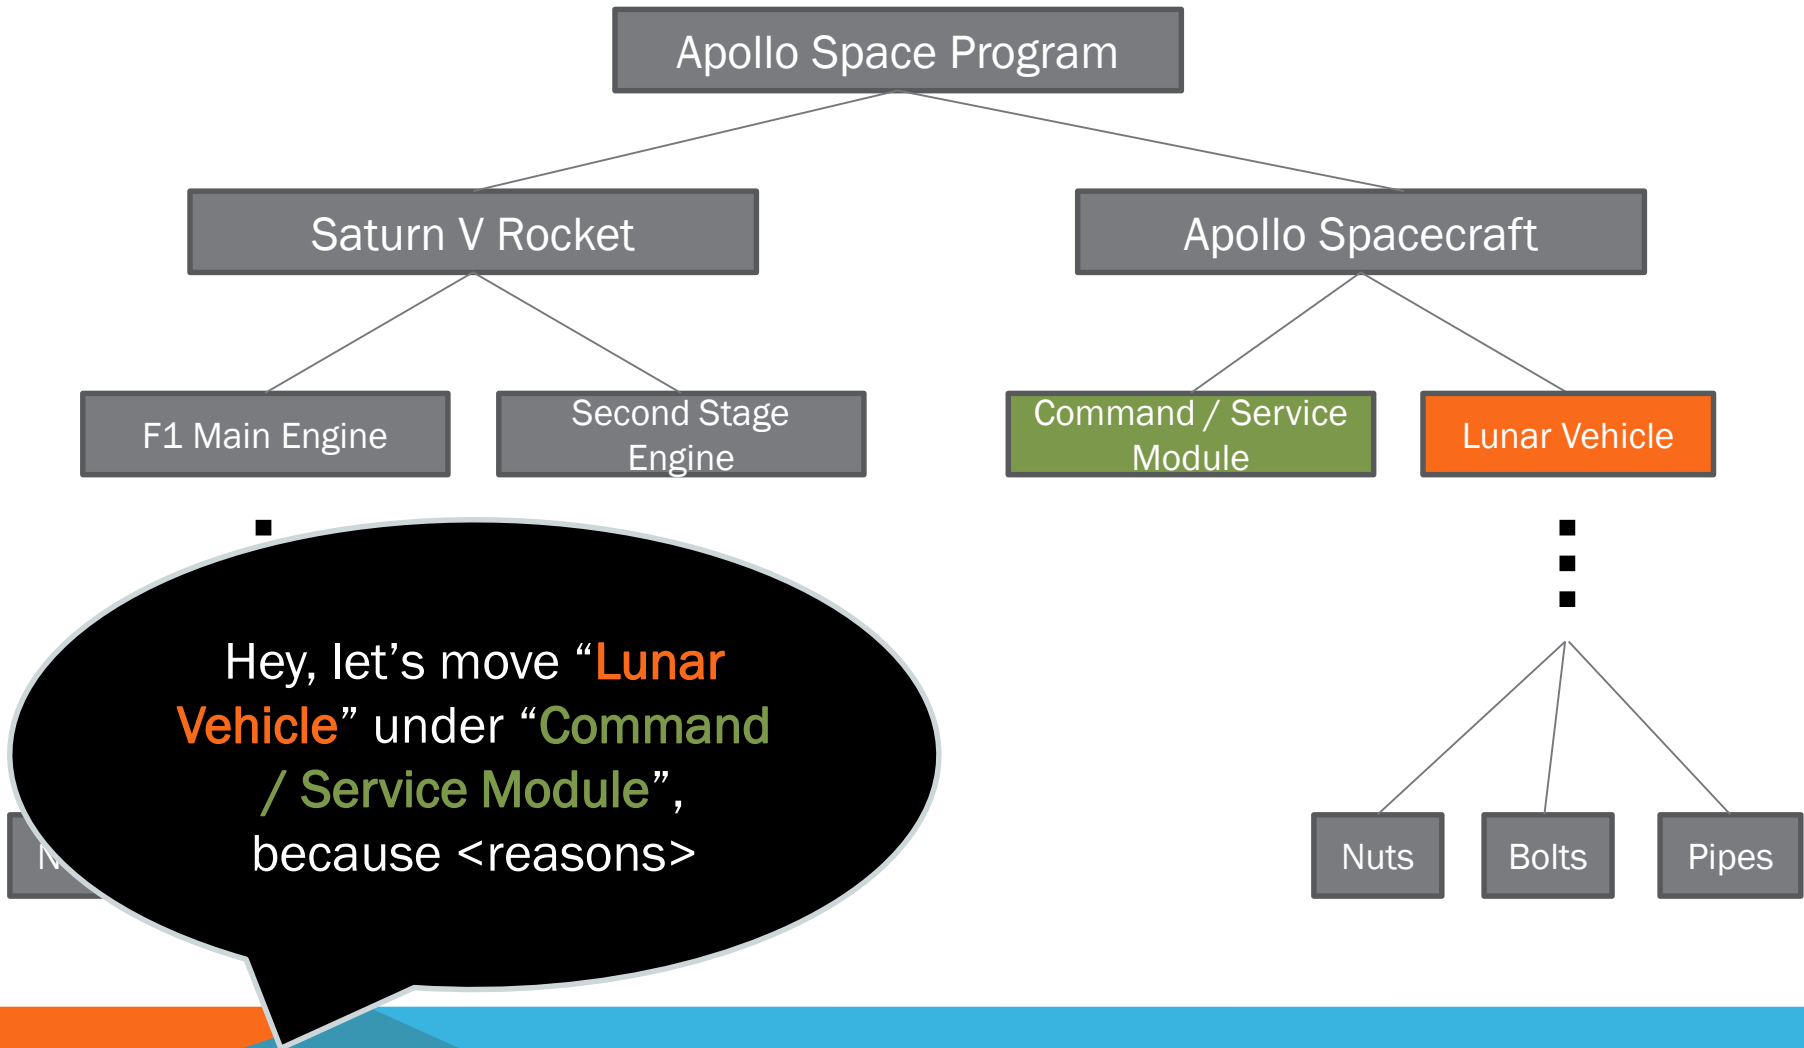 Apollo Space Program
Saturn V Rocket
Apollo Spacecraft
F1 Main Engine
Second Stage
Engine
Command / Service
Module
Lunar Vehicle
Hey, let’s move “Lunar
Vehicle” under “Command
/ Service Module”,
because <reasons>
Nuts
Bolts
Pipes